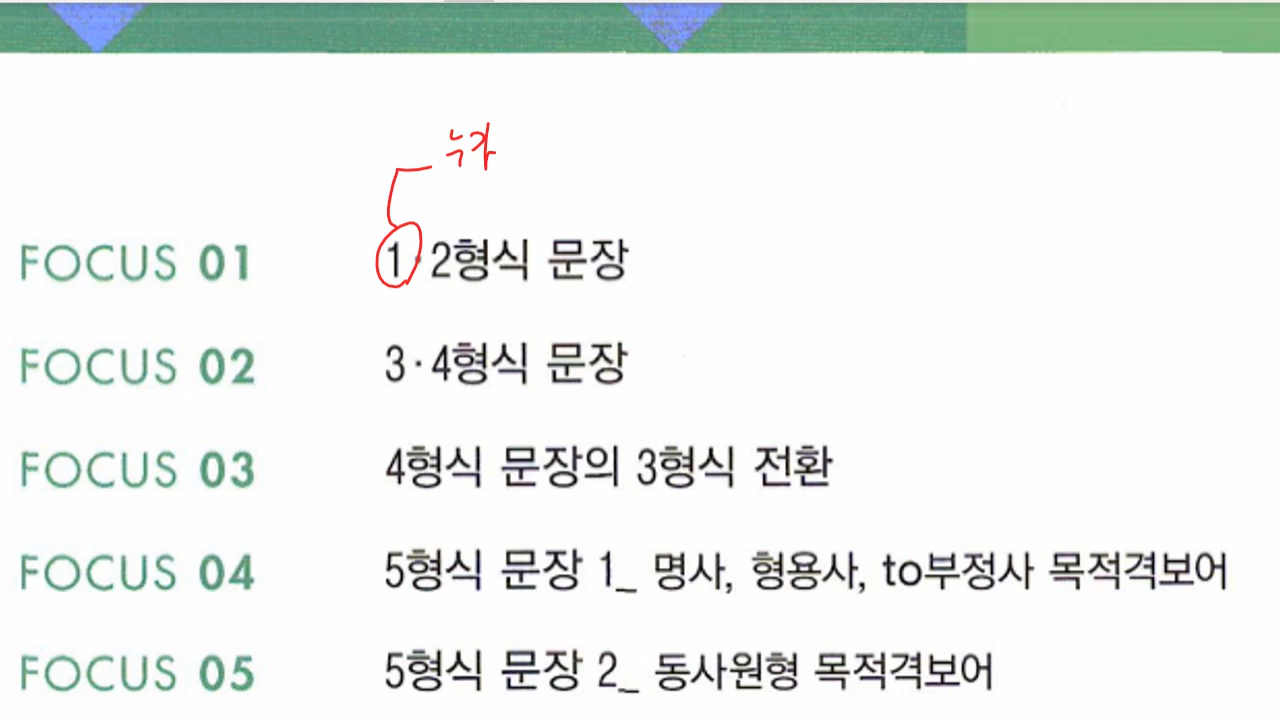 누가
FOCUS 01 1·2형식 문장
FOCUS 02 3·4형식 문장
FOCUS 03 4형식 문장의 3형식 전환
FOCUS 04 5형식 문장 1_ 명사, 형용사, to부정사 목적격보어
FOCUS 05 5형식 문장 2_ 동사원형 목적격보어